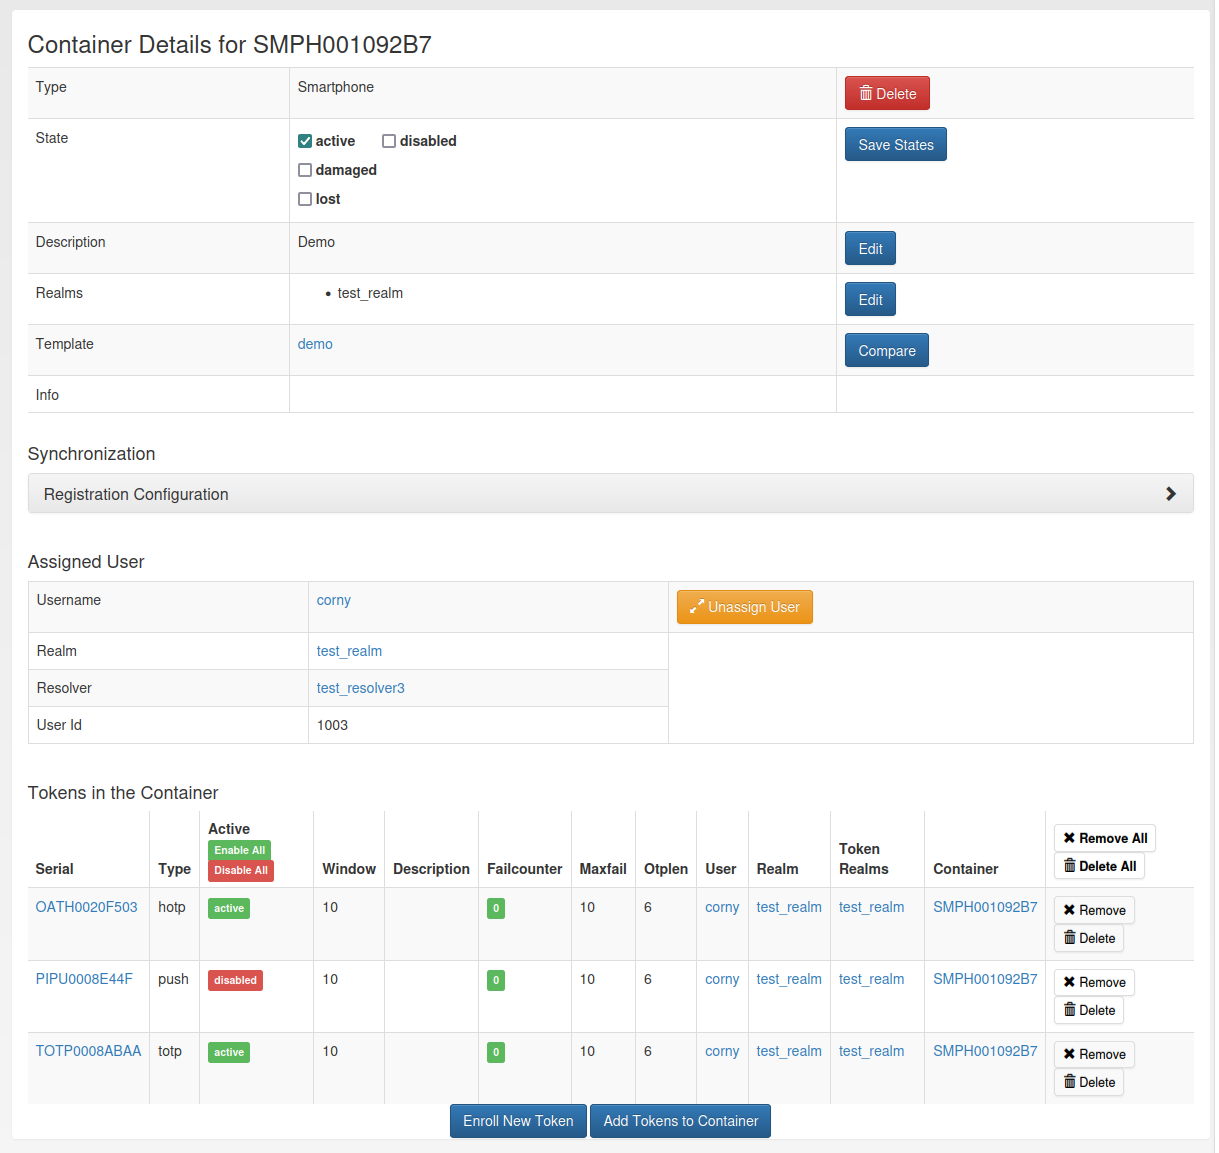 Container Details for SMPH001092B7
Type Smartphone Delete
State active disabled Save States
damaged
lost
Description Demo Edit
Realms • test_realm Edit
Template demo Compare
Info
Synchronization
Registration Configuration
Assigned User
Username corny Unassign User
Realm test_realm
Resolver test_resolver3
User Id 1003
Tokens in the Container
Serial Type Active Enable All Disable All Window Description Failcounter Maxfail Otplen User Realm Token Realms Container Remove All Delete All
OATH0020F503 hotp active 10 0 10 6 corny test_realm test_realm SMPH001092B7 Remove
Delete
PIPU0008E44F push disabled 10 0 10 6 corny test_realm test_realm SMPH001092B7 Remove
Delete
TOTP0008ABAA totp active 10 0 10 6 corny test_realm test_realm SMPH001092B7 Remove
Delete
Enroll New Token Add Tokens to Container